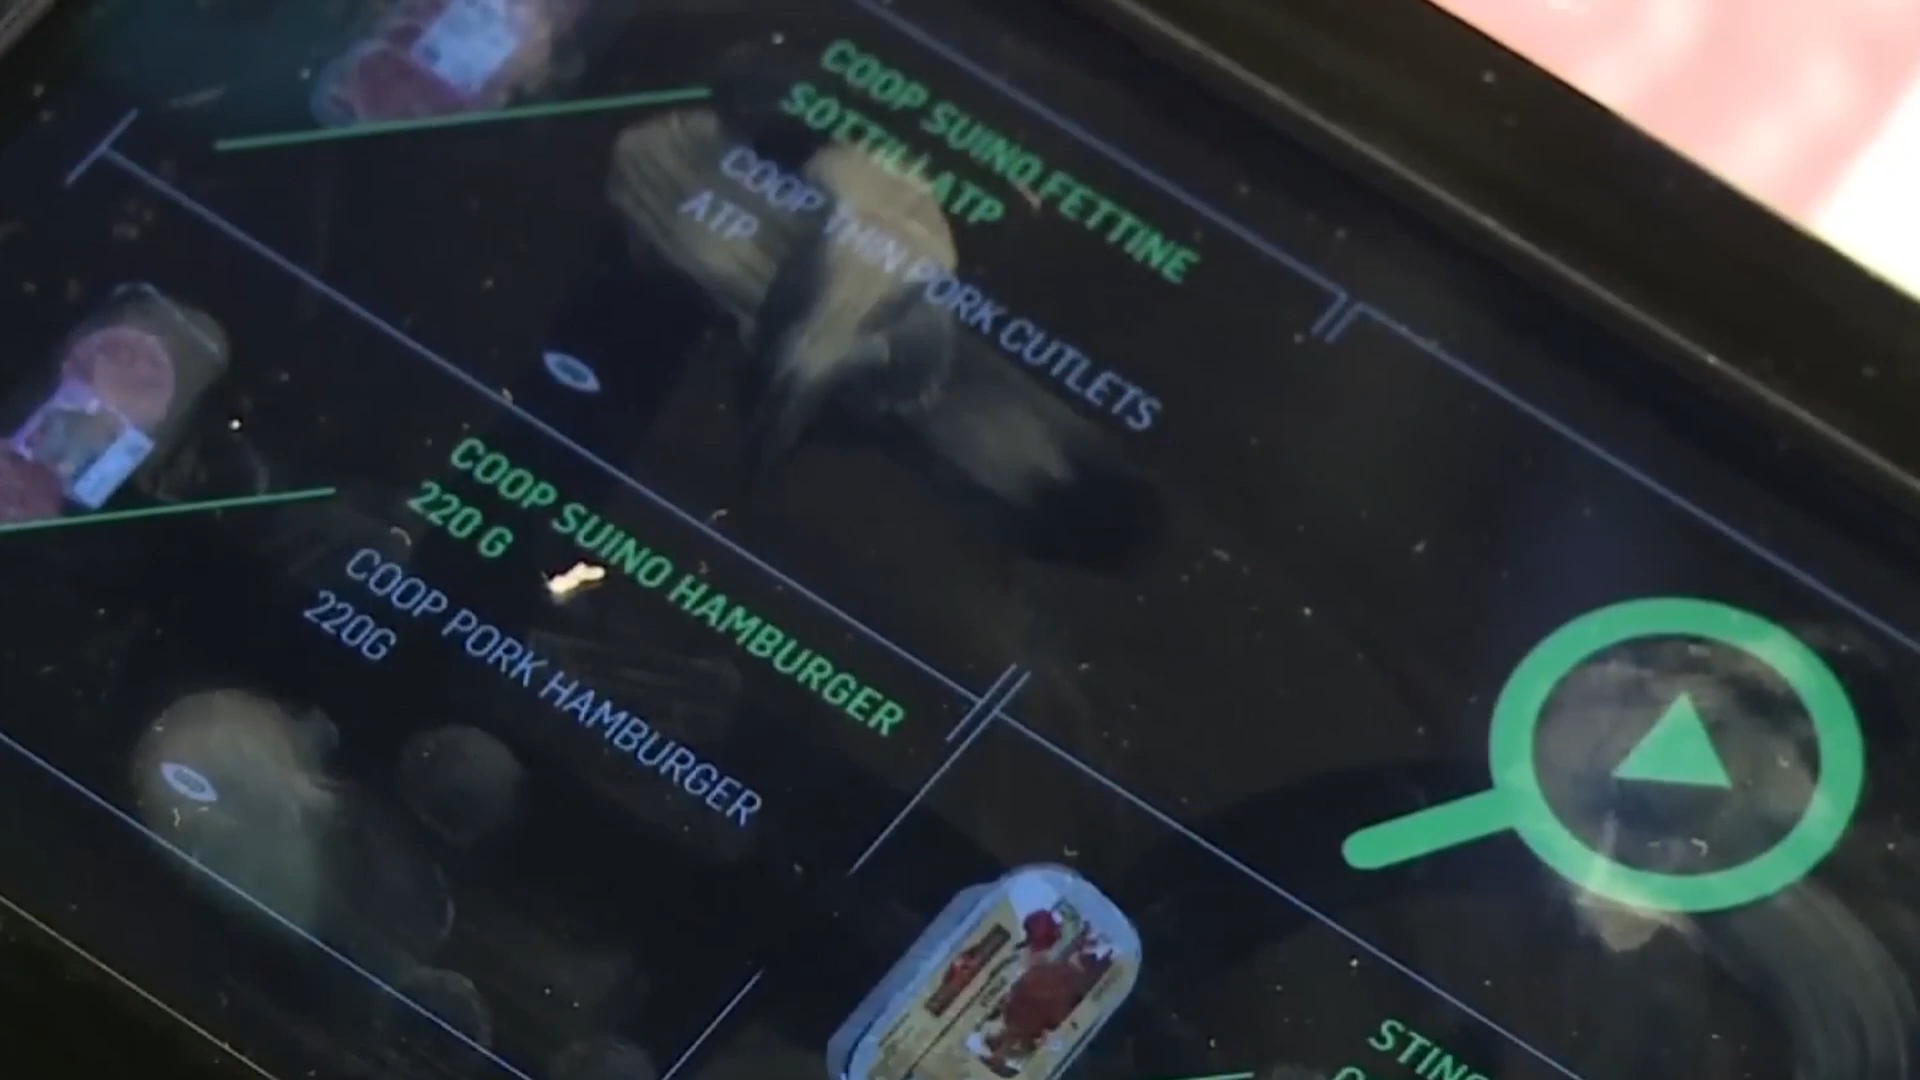 COOP SUINO FETTINE
SOTTILI ATP
COOP THIN PORK CUTLETS
ATP
COOP SUINO HAMBURGER
220 G
COOP PORK HAMBURGER
220G